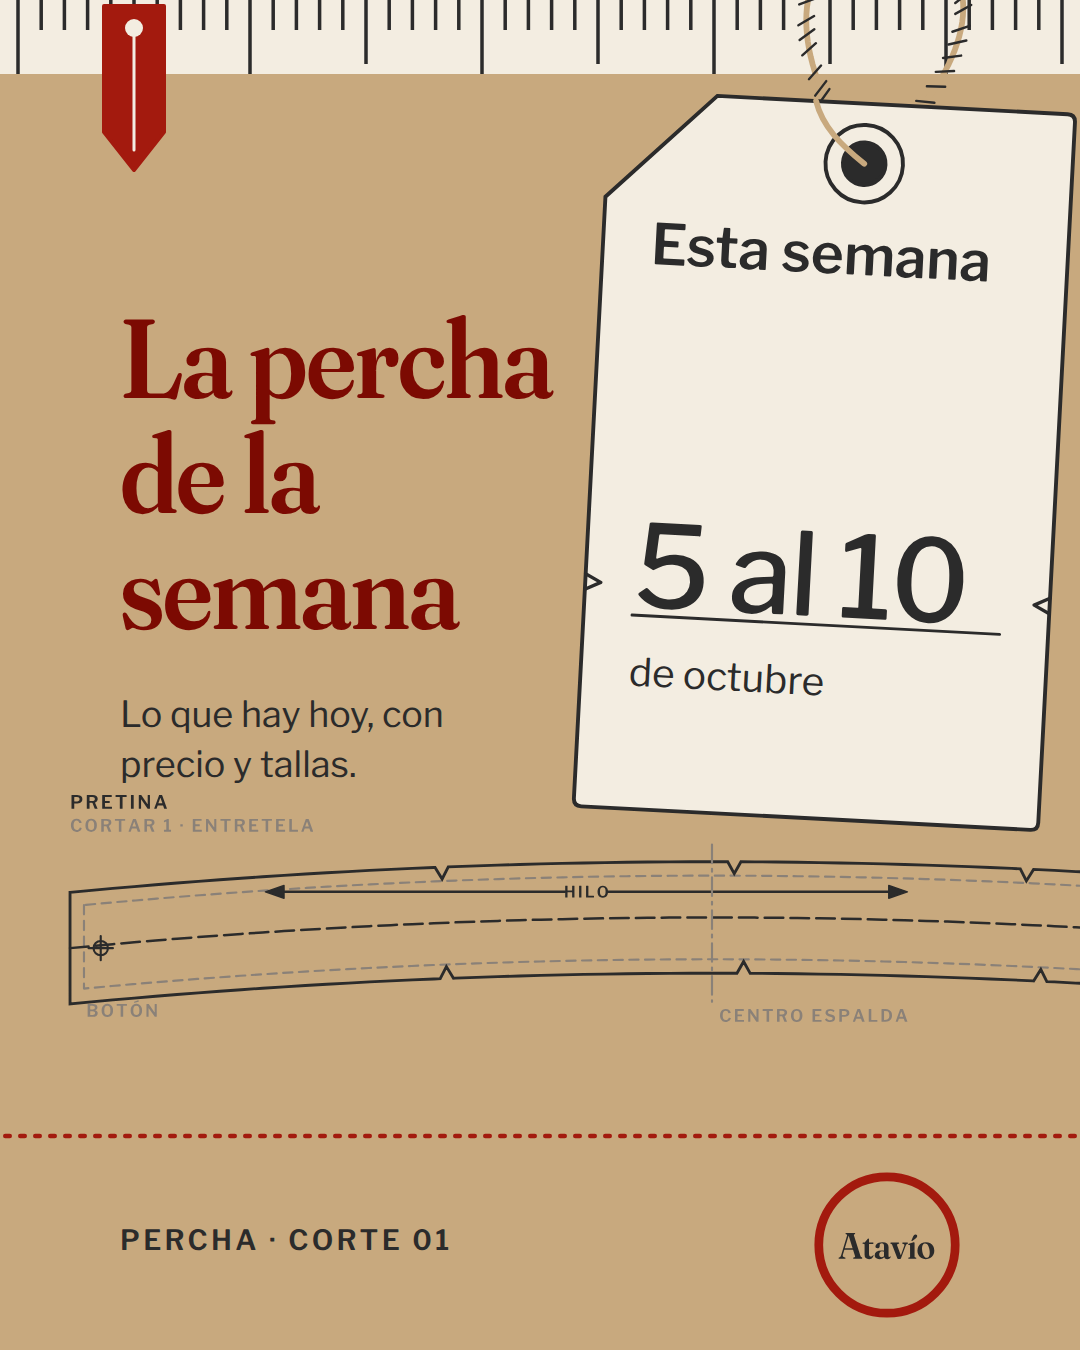 Esta semana
La percha
de la
semana
5 al 10
de octubre
Lo que hay hoy, con
precio y tallas.
PRETINA
CORTAR 1 · ENTRETELA
HILO
BOTÓN
CENTRO ESPALDA
PERCHA · CORTE 01
Atavío